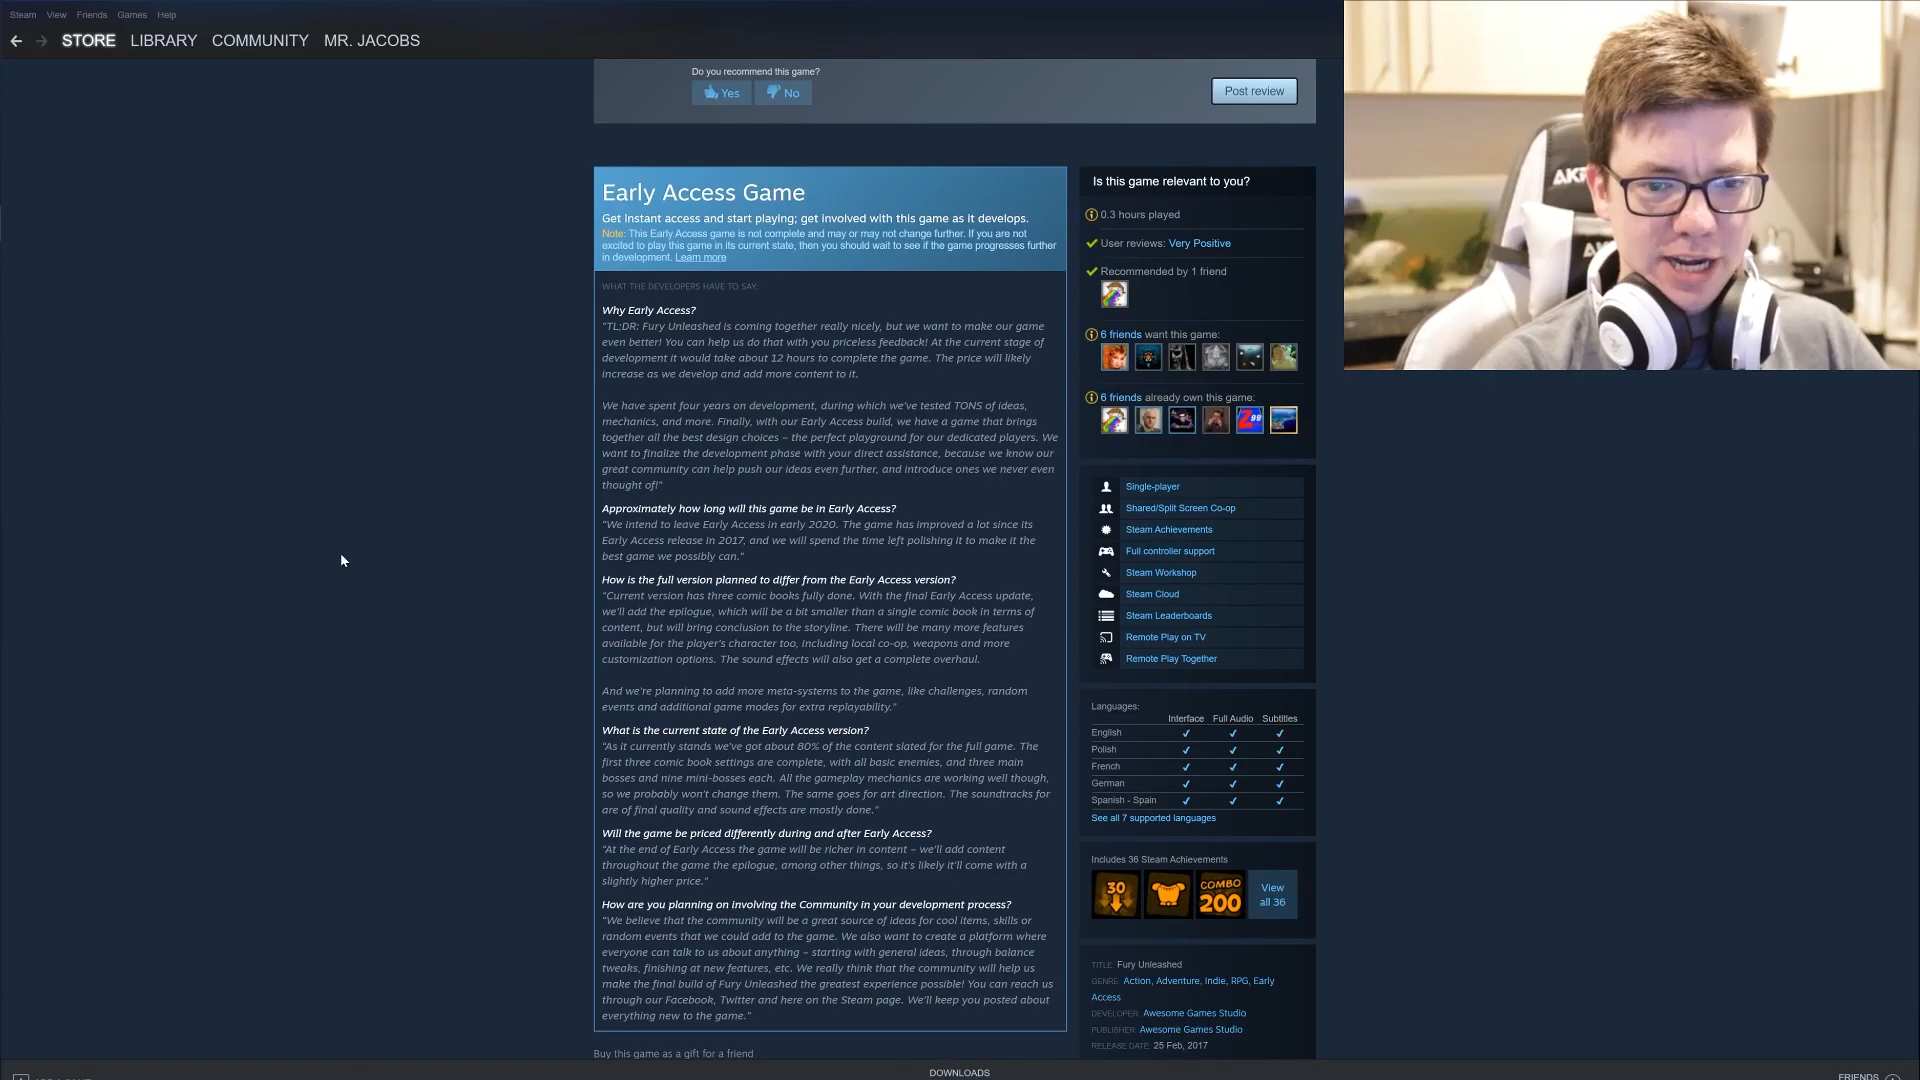 Steam View Friends Games Help
STORE LIBRARY COMMUNITY MR. JACOBS
Do you recommend this game?
Yes No
Post review
Early Access Game
Get instant access and start playing; get involved with this game as it develops.
Note: This Early Access game is not complete and may or may not change further. If you are not
excited to play this game in its current state, then you should wait to see if the game progresses further
in development. Learn more
WHAT THE DEVELOPERS HAVE TO SAY:
Why Early Access?
"TL;DR: Fury Unleashed is coming together really nicely, but we want to make our game
even better! You can help us do that with you priceless feedback! At the current stage of
development it would take about 12 hours to complete the game. The price will likely
increase as we develop and add more content to it.
We have spent four years on development, during which we've tested TONS of ideas,
mechanics, and more. Finally, with our Early Access build, we have a game that brings
together all the best design choices – the perfect playground for our dedicated players. We
want to finalize the development phase with your direct assistance, because we know our
great community can help push our ideas even further, and introduce ones we never even
thought of!"
Approximately how long will this game be in Early Access?
"We intend to leave Early Access in early 2020. The game has improved a lot since its
Early Access release in 2017, and we will spend the time left polishing it to make it the
best game we possibly can."
How is the full version planned to differ from the Early Access version?
"Current version has three comic books fully done. With the final Early Access update,
we'll add the epilogue, which will be a bit smaller than a single comic book in terms of
content, but will bring conclusion to the storyline. There will be many more features
available for the player's character too, including local co-op, weapons and more
customization options. The sound effects will also get a complete overhaul.
And we're planning to add more meta-systems to the game, like challenges, random
events and additional game modes for extra replayability."
What is the current state of the Early Access version?
"As it currently stands we've got about 80% of the content slated for the full game. The
first three comic book settings are complete, with all basic enemies, and three main
bosses and nine mini-bosses each. All the gameplay mechanics are working well though,
so we probably won't change them. The same goes for art direction. The soundtracks for
are of final quality and sound effects are mostly done."
Will the game be priced differently during and after Early Access?
"At the end of Early Access the game will be richer in content – we'll add content
throughout the game the epilogue, among other things, so it's likely it'll come with a
slightly higher price."
How are you planning on involving the Community in your development process?
"We believe that the community will be a great source of ideas for cool items, skills or
random events that we could add to the game. We also want to create a platform where
everyone can talk to us about anything – starting with general ideas, through balance
tweaks, finishing at new features, etc. We really think that the community will help us
make the final build of Fury Unleashed the greatest experience possible! You can reach us
through our Facebook, Twitter and here on the Steam page. We'll keep you posted about
everything new to the game."
Buy this game as a gift for a friend
Is this game relevant to you?
0.3 hours played
User reviews: Very Positive
Recommended by 1 friend
6 friends want this game:
6 friends already own this game:
Single-player
Shared/Split Screen Co-op
Steam Achievements
Full controller support
Steam Workshop
Steam Cloud
Steam Leaderboards
Remote Play on TV
Remote Play Together
Languages:
Interface Full Audio Subtitles
English
Polish
French
German
Spanish - Spain
See all 7 supported languages
Includes 36 Steam Achievements
30
COMBO
200
View
all 36
TITLE: Fury Unleashed
GENRE: Action, Adventure, Indie, RPG, Early
Access
DEVELOPER: Awesome Games Studio
PUBLISHER: Awesome Games Studio
RELEASE DATE: 25 Feb, 2017
DOWNLOADS
FRIENDS